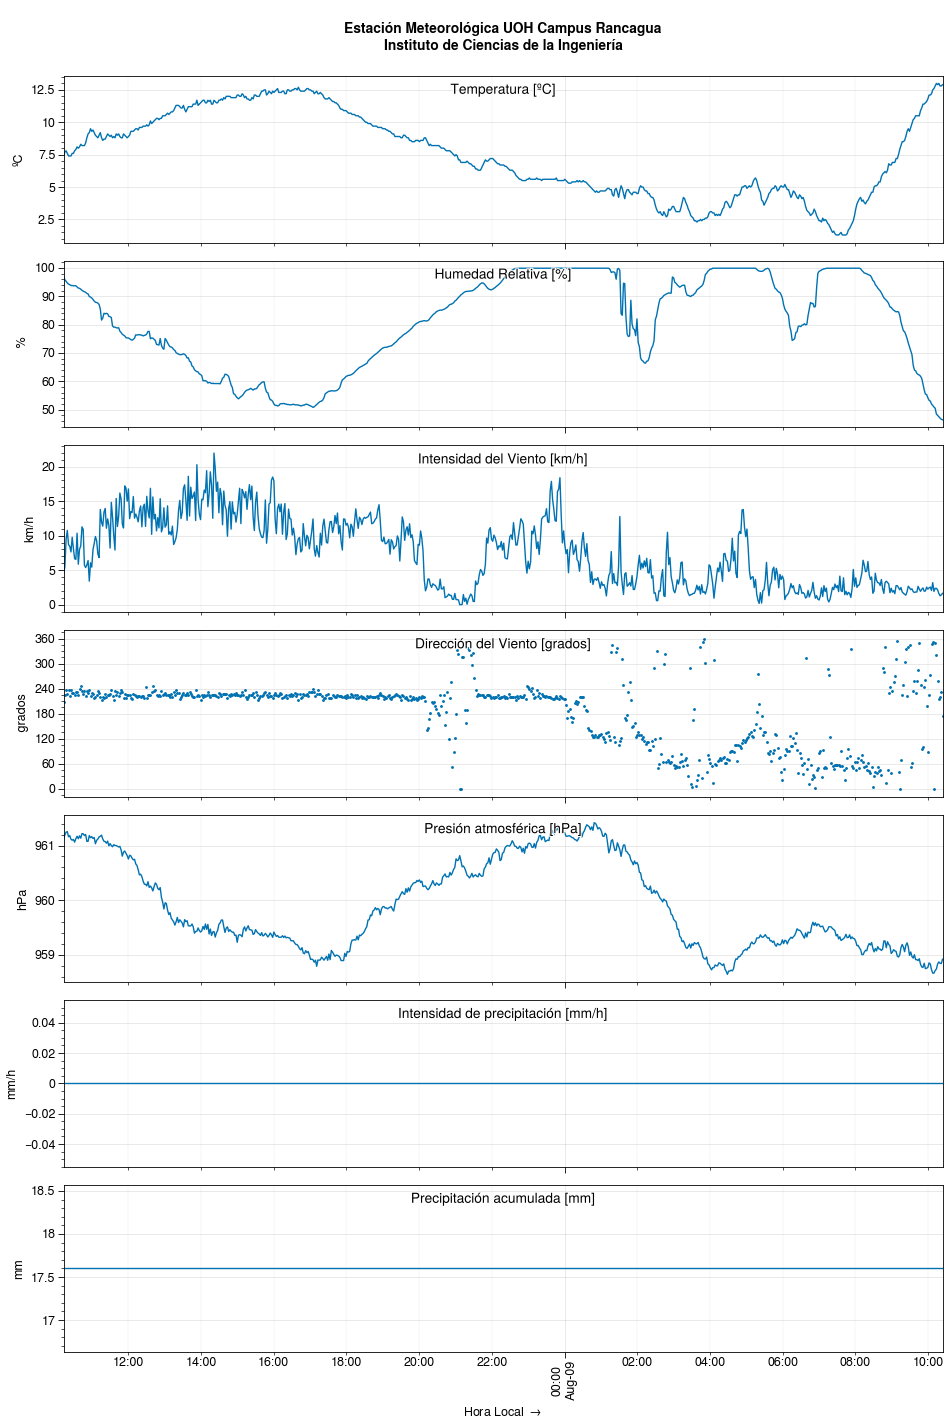 Estación Meteorológica UOH Campus Rancagua
Instituto de Ciencias de la Ingeniería
Temperatura [ºC]
ºC
12.5
10
7.5
5
2.5
Humedad Relativa [%]
%
100
90
80
70
60
50
Intensidad del Viento [km/h]
km/h
20
15
10
5
0
Dirección del Viento [grados]
grados
360
300
240
180
120
60
0
Presión atmosférica [hPa]
hPa
961
960
959
Intensidad de precipitación [mm/h]
mm/h
0.04
0.02
0
−0.02
−0.04
Precipitación acumulada [mm]
mm
18.5
18
17.5
17
12:00 14:00 16:00 18:00 20:00 22:00 00:00 02:00 04:00 06:00 08:00 10:00
Aug-09
Hora Local →